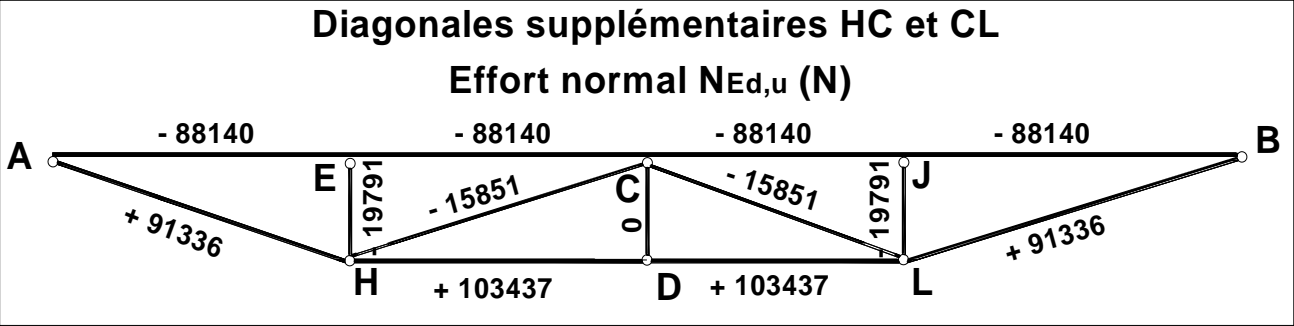 Diagonales supplémentaires HC et CL
Effort normal NEd,u (N)
- 88140 - 88140 - 88140 - 88140
A B
E - 19791 - 15851 C 0 - 15851 - 19791 J
+ 91336 + 91336
H D L
+ 103437 + 103437